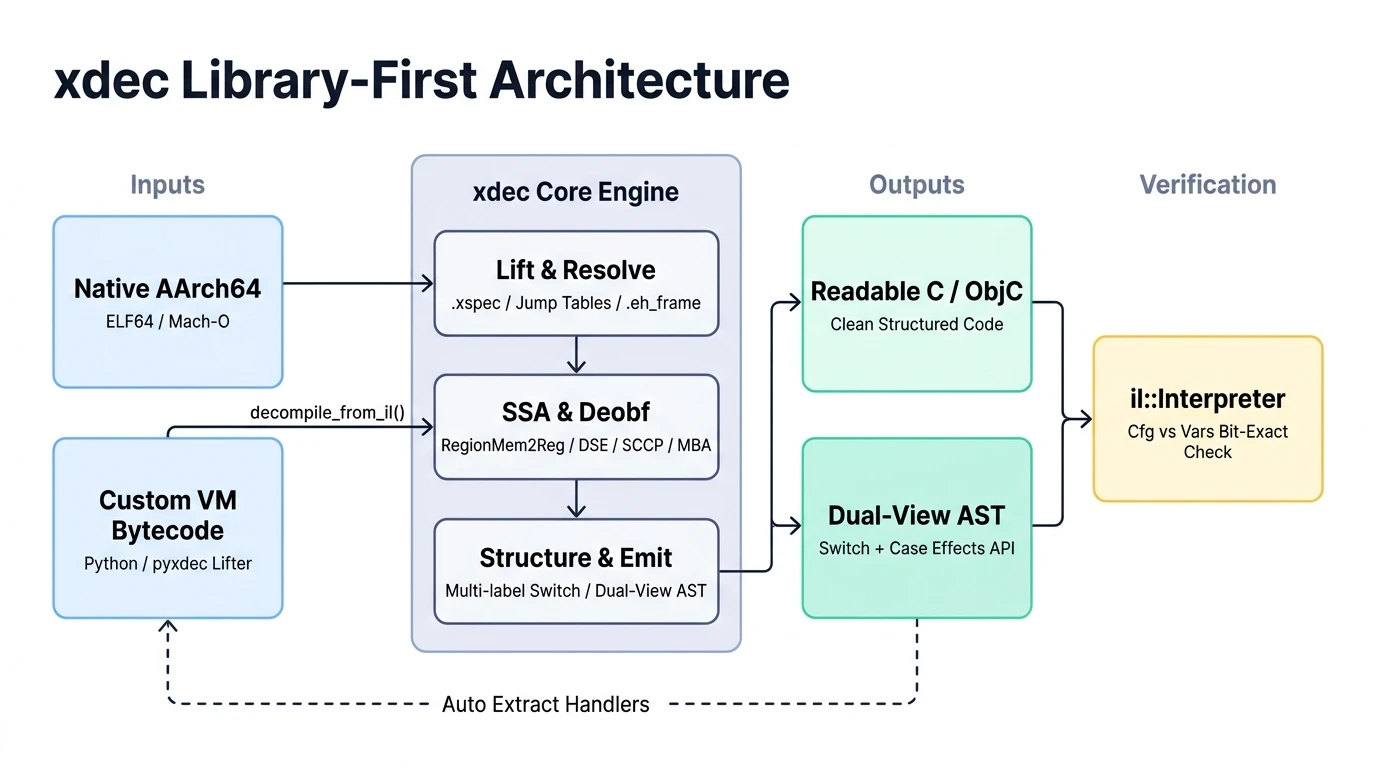 xdec Library-First Architecture
Inputs
Native AArch64
ELF64 / Mach-O
decompile_from_il()
Custom VM
Bytecode
Python / pyxdec Lifter
xdec Core Engine
Lift & Resolve
.xspec / Jump Tables / .eh_frame
SSA & Deobf
RegionMem2Reg / DSE / SCCP / MBA
Structure & Emit
Multi-label Switch / Dual-View AST
Outputs
Readable C / ObjC
Clean Structured Code
Dual-View AST
Switch + Case Effects API
Verification
il::Interpreter
Cfg vs Vars Bit-Exact
Check
Auto Extract Handlers